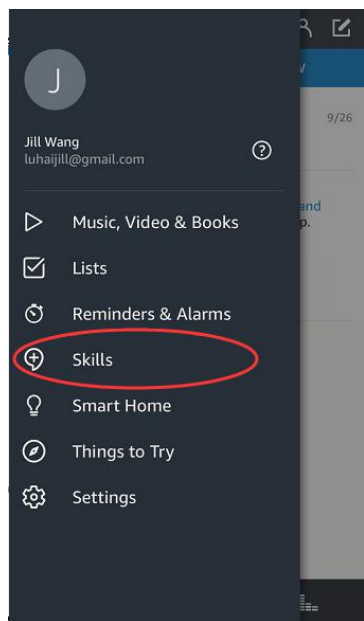 J
Jill Wang
luhaijill@gmail.com
?
9/26
and
p.
Music, Video & Books
Lists
Reminders & Alarms
Skills
Smart Home
Things to Try
Settings